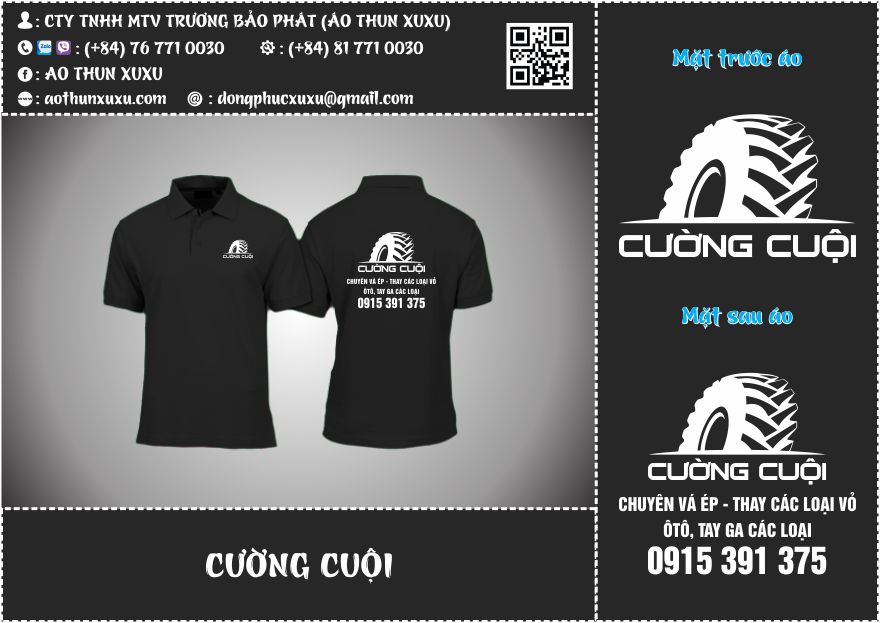 : CTY TNHH MTV TRƯƠNG BẢO PHÁT (ÁO THUN XUXU)
Zalo : (+84) 76 771 0030 : (+84) 81 771 0030
: AO THUN XUXU
www : aothunxuxu.com @ : dongphucxuxu@gmail.com
CƯỜNG CUỘI
CƯỜNG CUỘI
CHUYÊN VÁ ÉP - THAY CÁC LOẠI VỎ
ÔTÔ, TAY GA CÁC LOẠI
0915 391 375
CƯỜNG CUỘI
Mặt trước áo
CƯỜNG CUỘI
Mặt sau áo
CƯỜNG CUỘI
CHUYÊN VÁ ÉP - THAY CÁC LOẠI VỎ
ÔTÔ, TAY GA CÁC LOẠI
0915 391 375